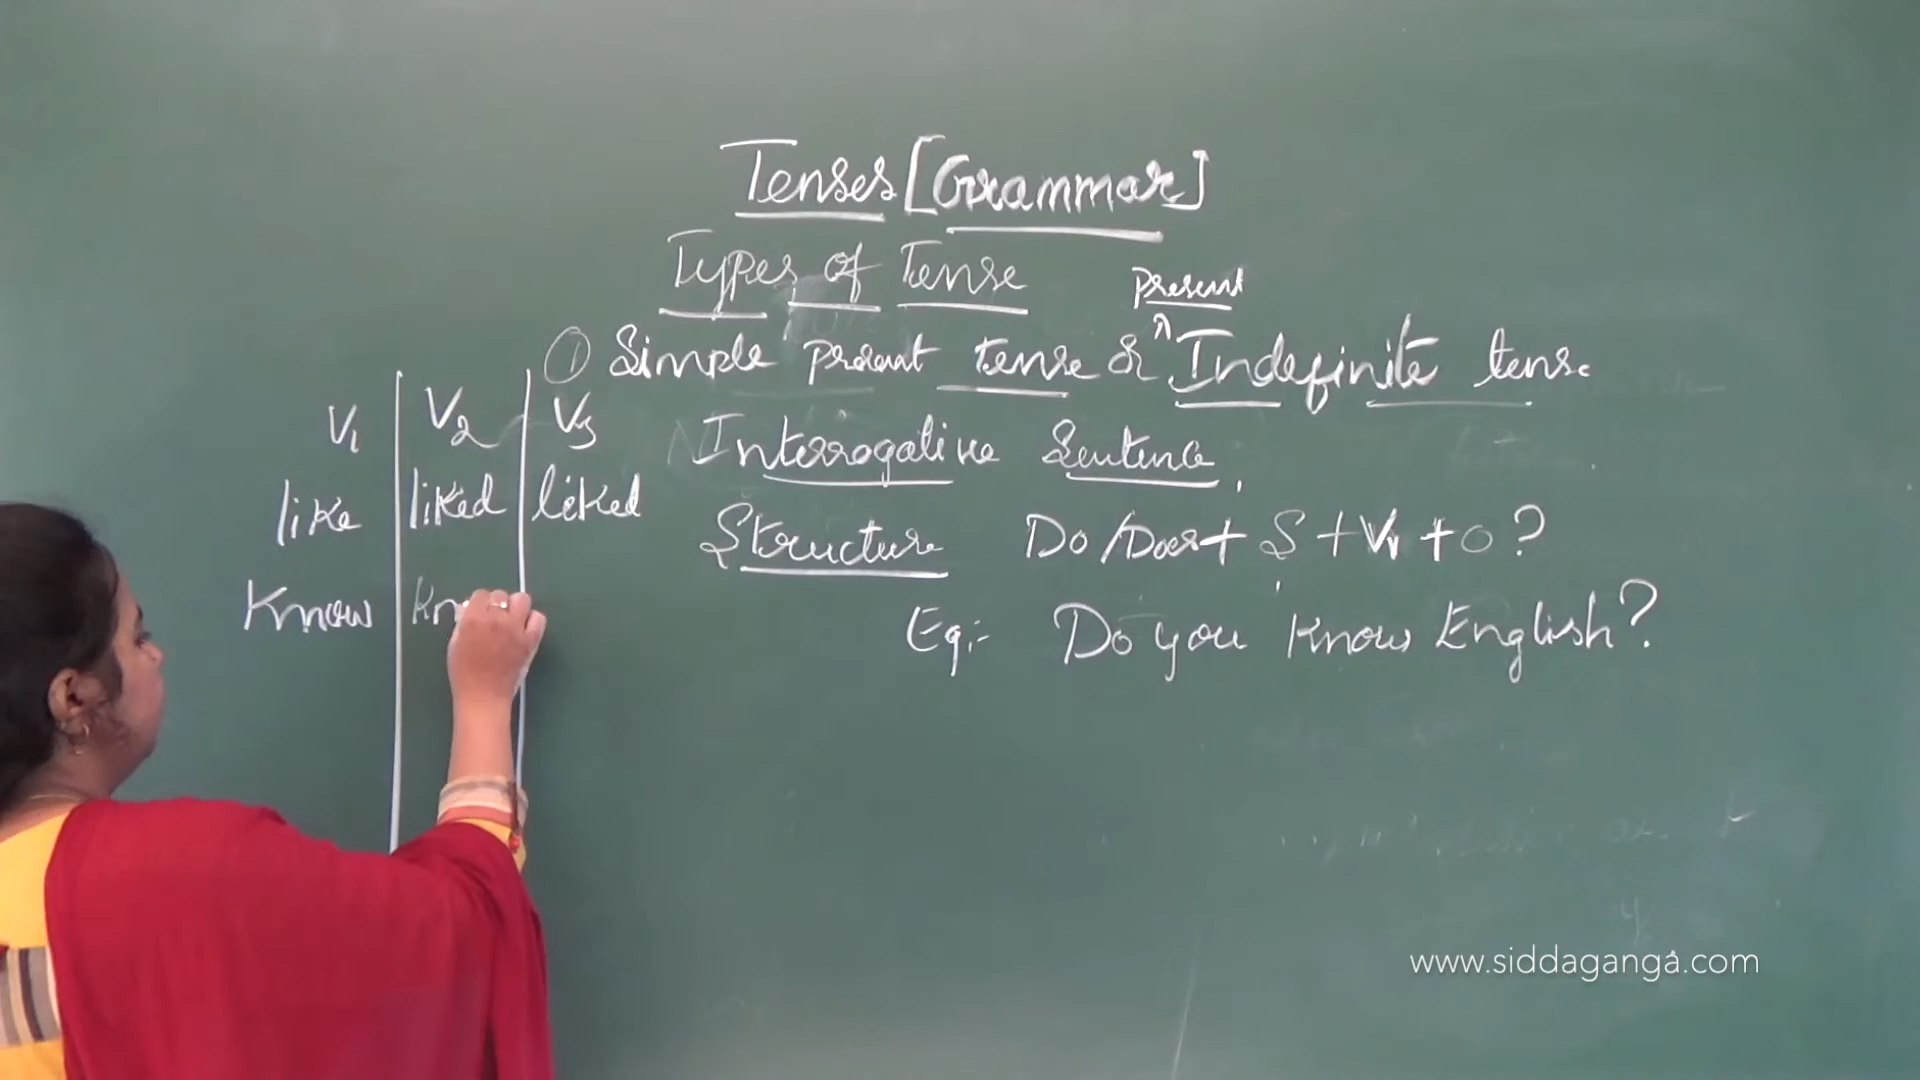 Tenses [Grammar]
Types of Tense
present
① Simple present tense & ^ Indefinite tense
V1 V2 V3
like liked liked
know kn
Interrogative Sentence
Structure Do/Does + S + V1 + O ?
Eg:- Do you know English?
www.siddaganga.com